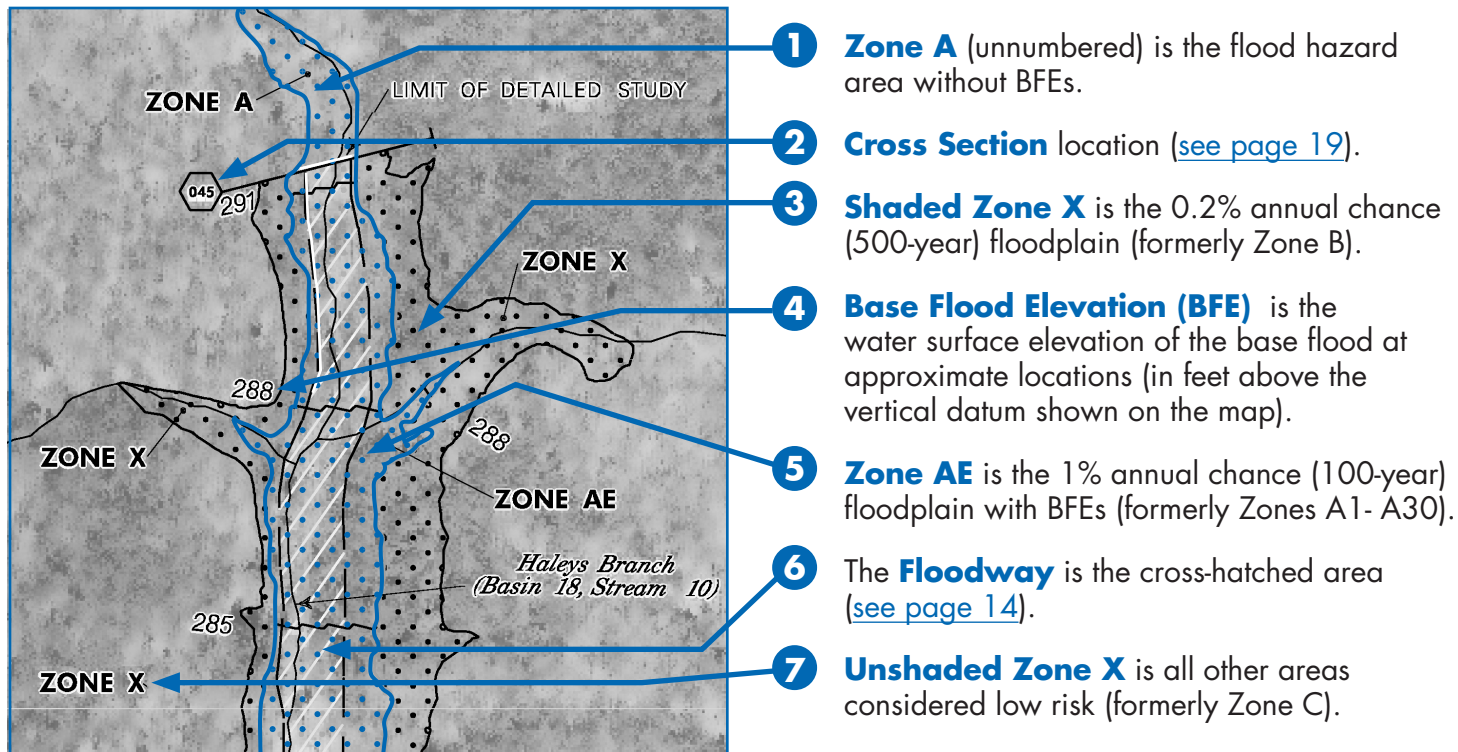 ZONE A
LIMIT OF DETAILED STUDY
045
291
ZONE X
288
ZONE X
288
ZONE AE
Haleys Branch
(Basin 18, Stream 10)
285
ZONE X
1 Zone A (unnumbered) is the flood hazard
area without BFEs.
2 Cross Section location (see page 19).
3 Shaded Zone X is the 0.2% annual chance
(500-year) floodplain (formerly Zone B).
4 Base Flood Elevation (BFE) is the
water surface elevation of the base flood at
approximate locations (in feet above the
vertical datum shown on the map).
5 Zone AE is the 1% annual chance (100-year)
floodplain with BFEs (formerly Zones A1- A30).
6 The Floodway is the cross-hatched area
(see page 14).
7 Unshaded Zone X is all other areas
considered low risk (formerly Zone C).